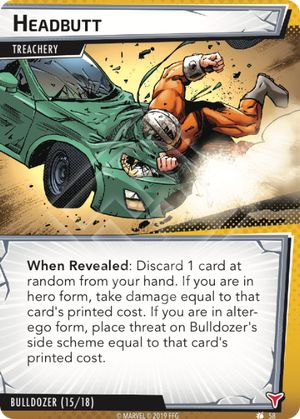 HEADBUTT
TREACHERY
When Revealed: Discard 1 card at
random from your hand. If you are in
hero form, take damage equal to that
card's printed cost. If you are in alter-
ego form, place threat on Bulldozer's
side scheme equal to that card's
printed cost.
BULLDOZER (15/18)
© MARVEL © 2019 FFG
58